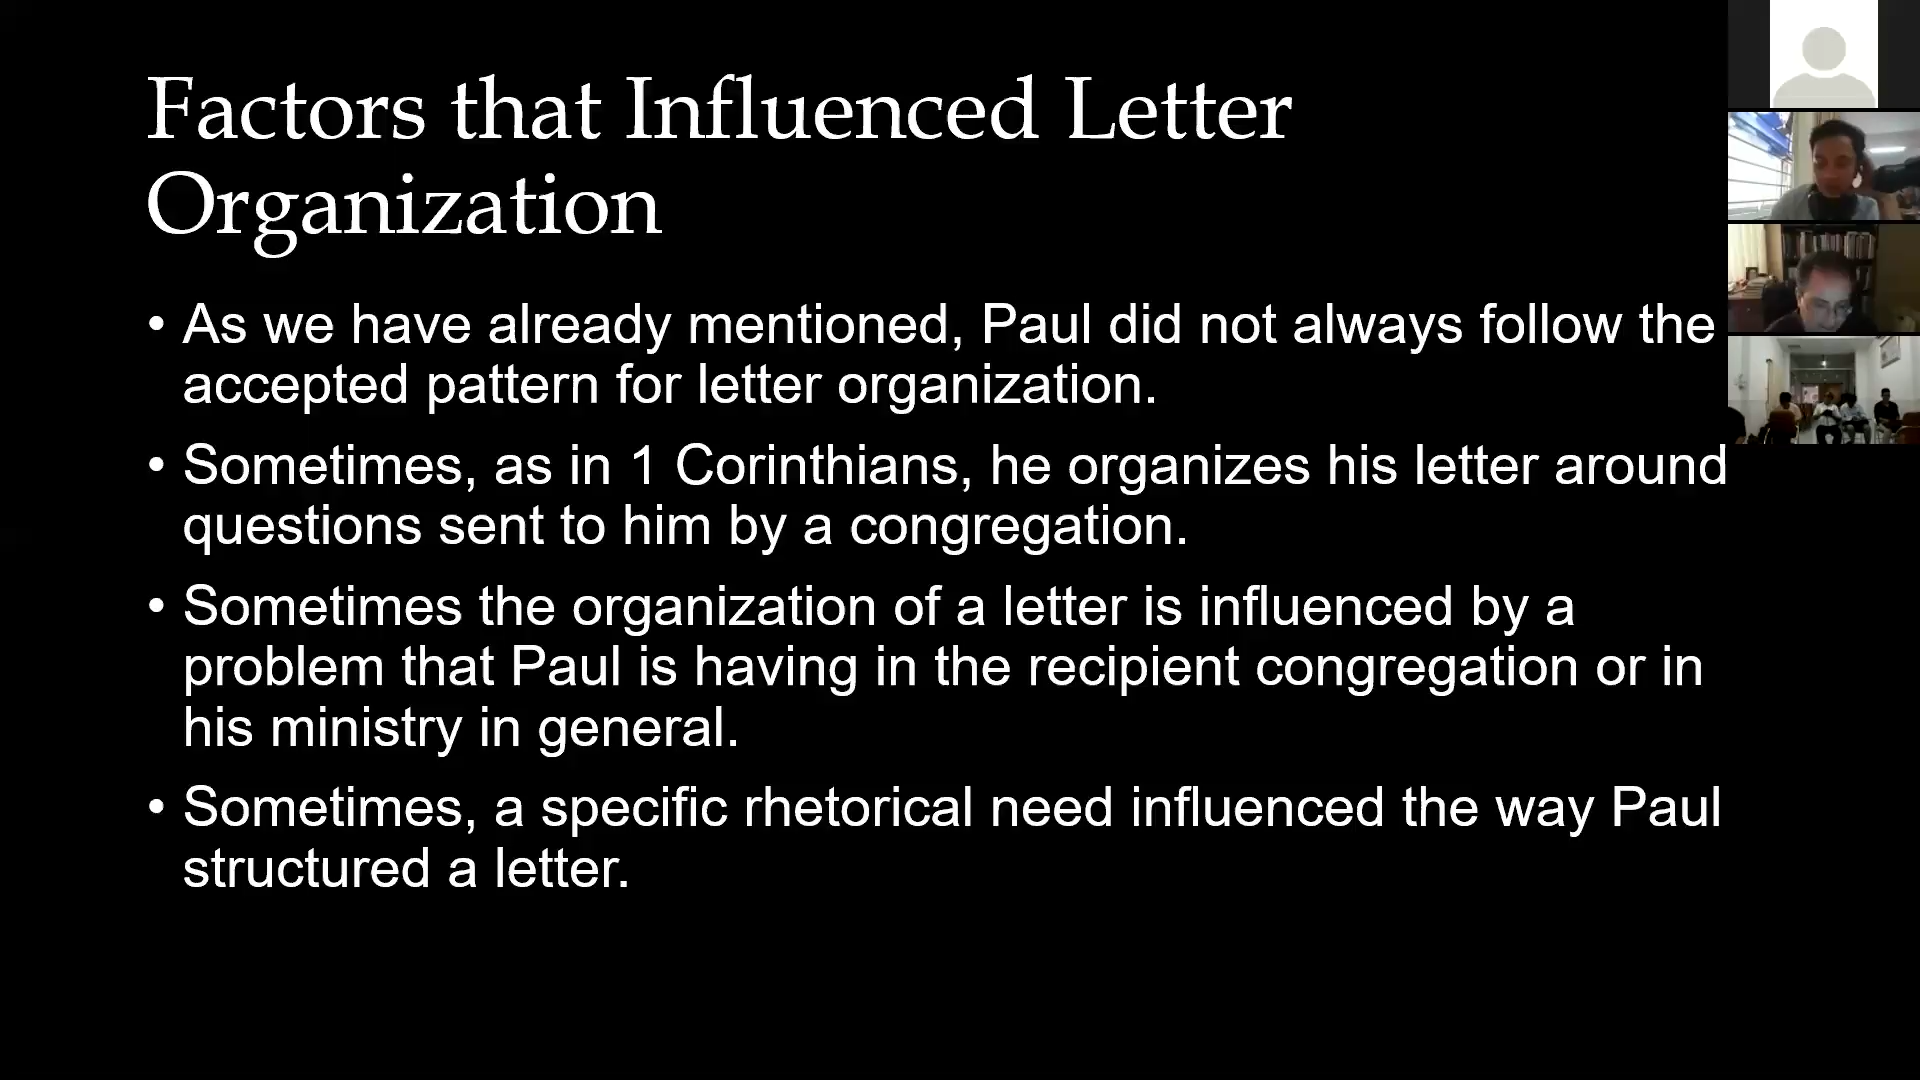 Factors that Influenced Letter
Organization
• As we have already mentioned, Paul did not always follow the
accepted pattern for letter organization.
• Sometimes, as in 1 Corinthians, he organizes his letter around
questions sent to him by a congregation.
• Sometimes the organization of a letter is influenced by a
problem that Paul is having in the recipient congregation or in
his ministry in general.
• Sometimes, a specific rhetorical need influenced the way Paul
structured a letter.